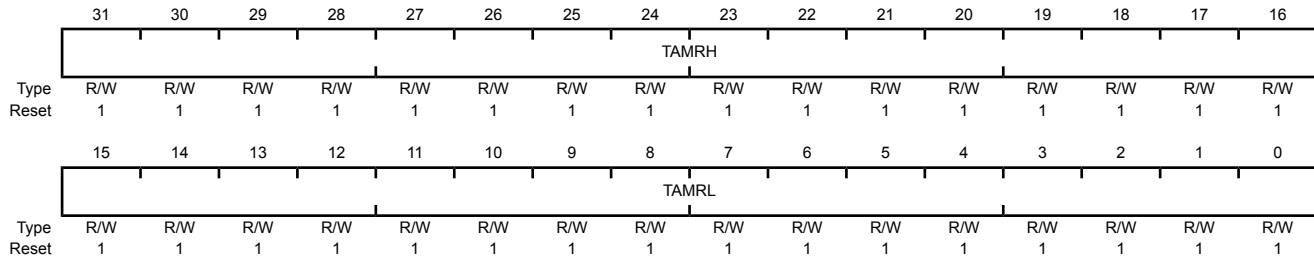 31 30 29 28 27 26 25 24 23 22 21 20 19 18 17 16
TAMRH
Type R/W R/W R/W R/W R/W R/W R/W R/W R/W R/W R/W R/W R/W R/W R/W R/W
Reset 1 1 1 1 1 1 1 1 1 1 1 1 1 1 1 1
15 14 13 12 11 10 9 8 7 6 5 4 3 2 1 0
TAMRL
Type R/W R/W R/W R/W R/W R/W R/W R/W R/W R/W R/W R/W R/W R/W R/W R/W
Reset 1 1 1 1 1 1 1 1 1 1 1 1 1 1 1 1